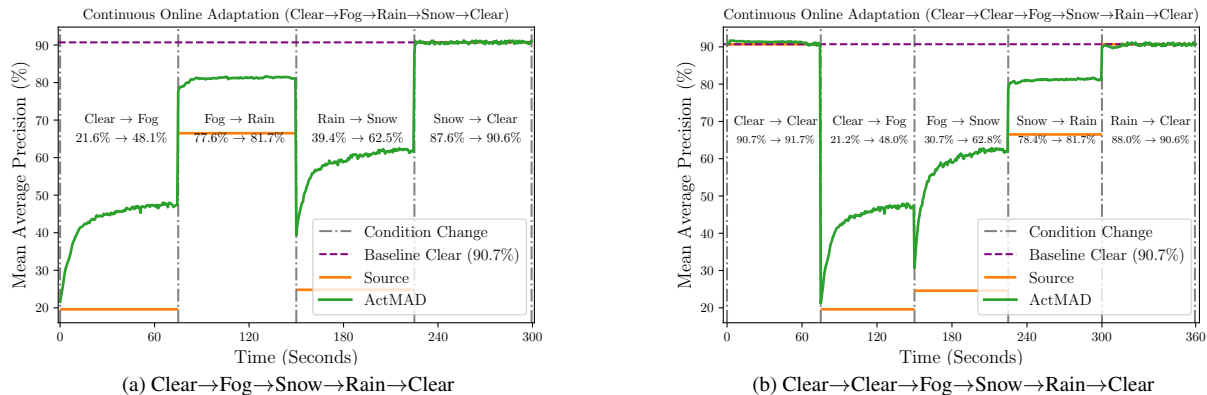 Continuous Online Adaptation (Clear→Fog→Rain→Snow→Clear)
Mean Average Precision (%)
90
80
70
60
50
40
30
20
Clear → Fog
21.6% → 48.1%
Fog → Rain
77.6% → 81.7%
Rain → Snow
39.4% → 62.5%
Snow → Clear
87.6% → 90.6%
Condition Change
Baseline Clear (90.7%)
Source
ActMAD
0 60 120 180 240 300
Time (Seconds)
(a) Clear→Fog→Snow→Rain→Clear
Continuous Online Adaptation (Clear→Clear→Fog→Snow→Rain→Clear)
Mean Average Precision (%)
90
80
70
60
50
40
30
20
Clear → Clear
90.7% → 91.7%
Clear → Fog
21.2% → 48.0%
Fog → Snow
30.7% → 62.8%
Snow → Rain
78.4% → 81.7%
Rain → Clear
88.0% → 90.6%
Condition Change
Baseline Clear (90.7%)
Source
ActMAD
0 60 120 180 240 300 360
Time (Seconds)
(b) Clear→Clear→Fog→Snow→Rain→Clear